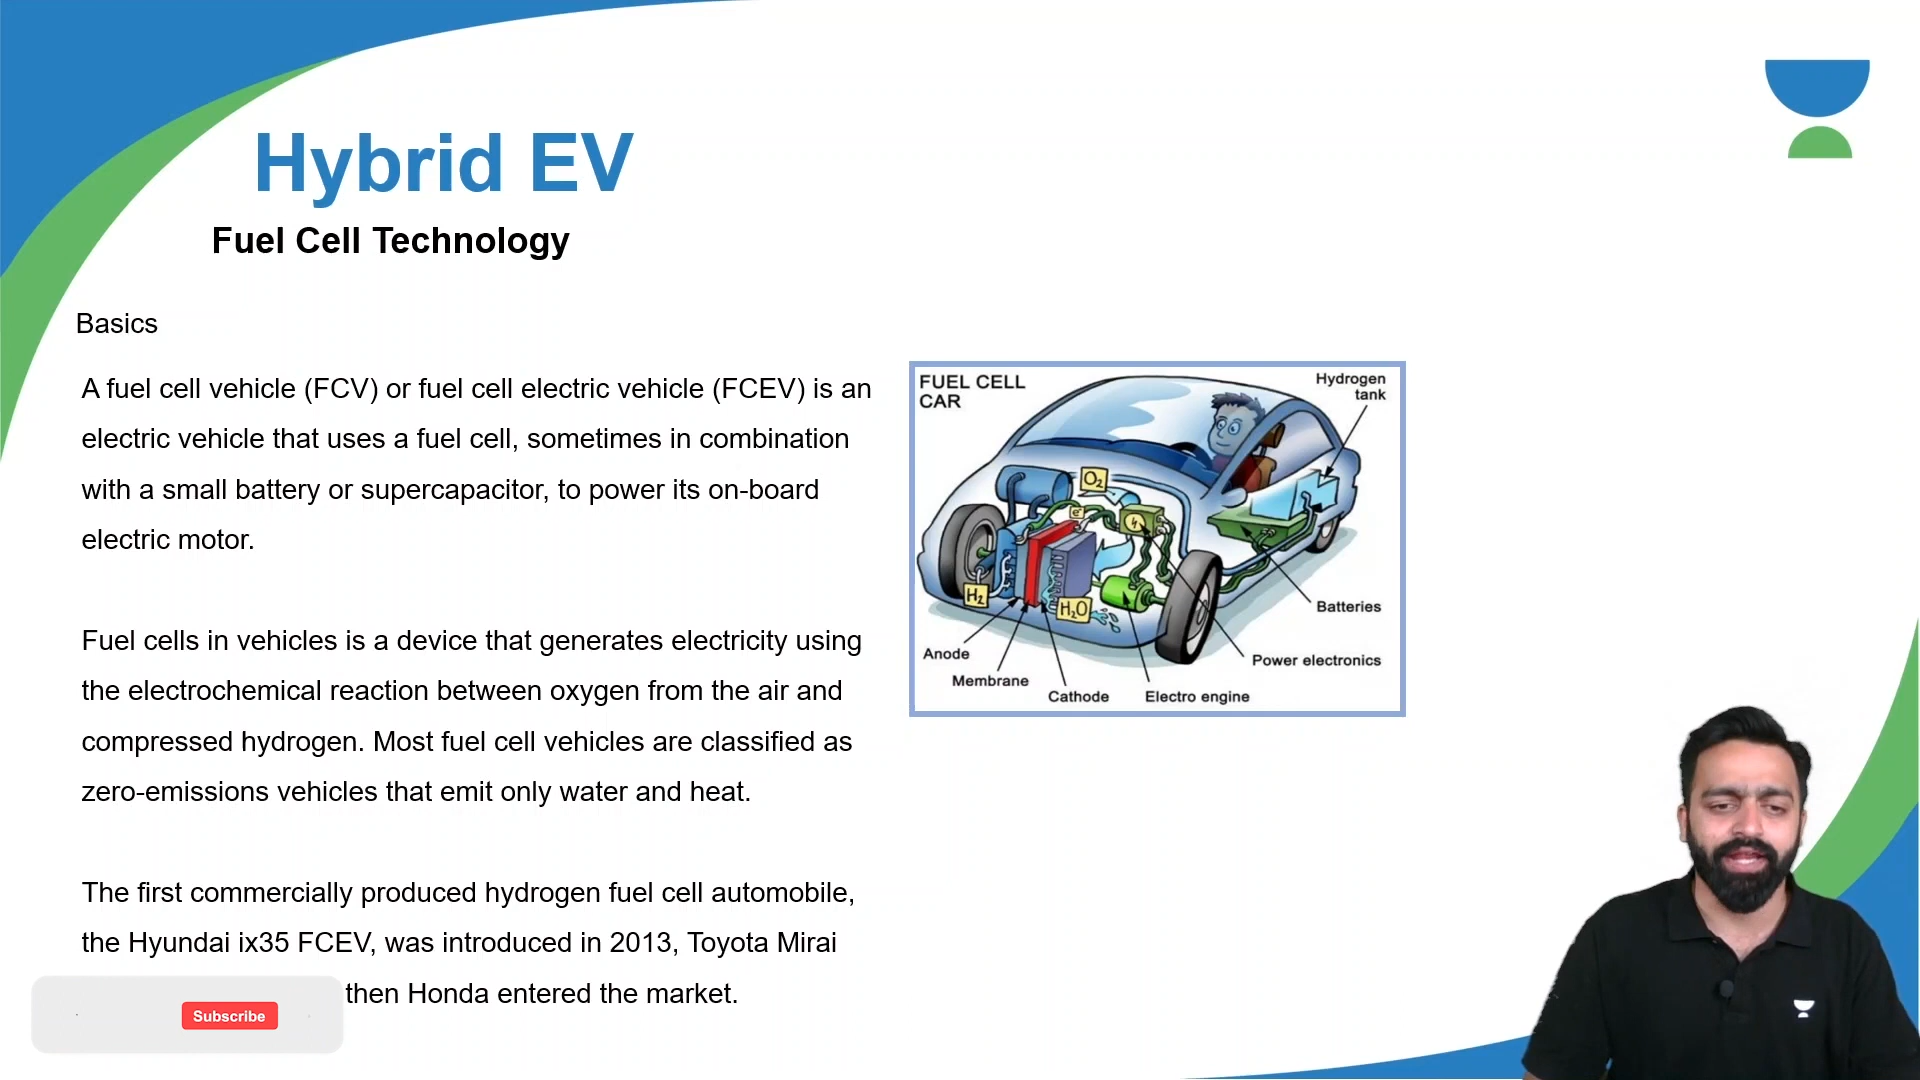 Hybrid EV
Fuel Cell Technology
Basics
A fuel cell vehicle (FCV) or fuel cell electric vehicle (FCEV) is an
electric vehicle that uses a fuel cell, sometimes in combination
with a small battery or supercapacitor, to power its on-board
electric motor.
Fuel cells in vehicles is a device that generates electricity using
the electrochemical reaction between oxygen from the air and
compressed hydrogen. Most fuel cell vehicles are classified as
zero-emissions vehicles that emit only water and heat.
The first commercially produced hydrogen fuel cell automobile,
the Hyundai ix35 FCEV, was introduced in 2013, Toyota Mirai
then Honda entered the market.
Subscribe
FUEL CELL
CAR
Hydrogen
tank
O₂
e⁻
H₂
H₂O
Batteries
Anode
Power electronics
Membrane
Cathode
Electro engine